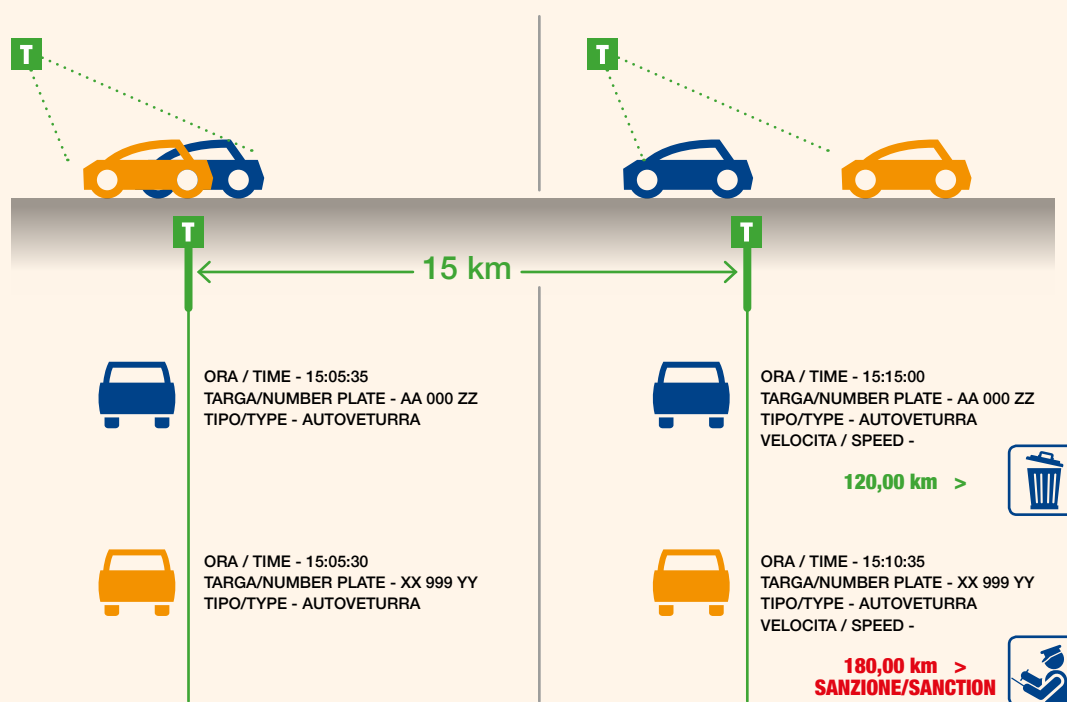 T
T
T
T
15 km
ORA / TIME - 15:05:35
TARGA/NUMBER PLATE - AA 000 ZZ
TIPO/TYPE - AUTOVETURRA
ORA / TIME - 15:15:00
TARGA/NUMBER PLATE - AA 000 ZZ
TIPO/TYPE - AUTOVETURRA
VELOCITA / SPEED -
120,00 km >
ORA / TIME - 15:05:30
TARGA/NUMBER PLATE - XX 999 YY
TIPO/TYPE - AUTOVETURRA
ORA / TIME - 15:10:35
TARGA/NUMBER PLATE - XX 999 YY
TIPO/TYPE - AUTOVETURRA
VELOCITA / SPEED -
180,00 km >
SANZIONE/SANCTION